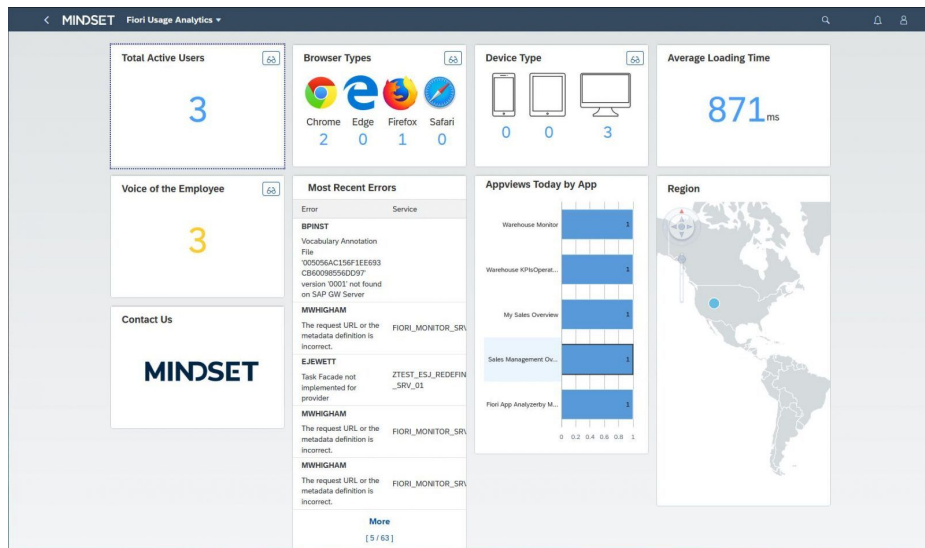 MINDSET Fiori Usage Analytics
Total Active Users
3
Browser Types
Chrome Edge Firefox Safari
2 0 1 0
Device Type
0 0 3
Average Loading Time
871 ms
Voice of the Employee
3
Contact Us
MINDSET
Most Recent Errors
Error Service
BPINST
Vocabulary Annotation
File
'005056AC156F1EE693
CB60098556DD97'
version '0001' not found
on SAP GW Server
MWHIGHAM
The request URL or the
metadata definition is
incorrect.
FIORI_MONITOR_SRV
EJEWETT
Task Facade not
implemented for
provider
ZTEST_ESJ_REDEFIN
_SRV_01
MWHIGHAM
The request URL or the
metadata definition is
incorrect.
FIORI_MONITOR_SRV
MWHIGHAM
The request URL or the
metadata definition is
incorrect.
FIORI_MONITOR_SRV
More
[ 5 / 63 ]
Appviews Today by App
Warehouse Monitor 1
Warehouse KPIsOperat... 1
My Sales Overview 1
Sales Management Ov... 1
Fiori App Analyzerby M... 1
0 0.2 0.4 0.6 0.8 1
Region